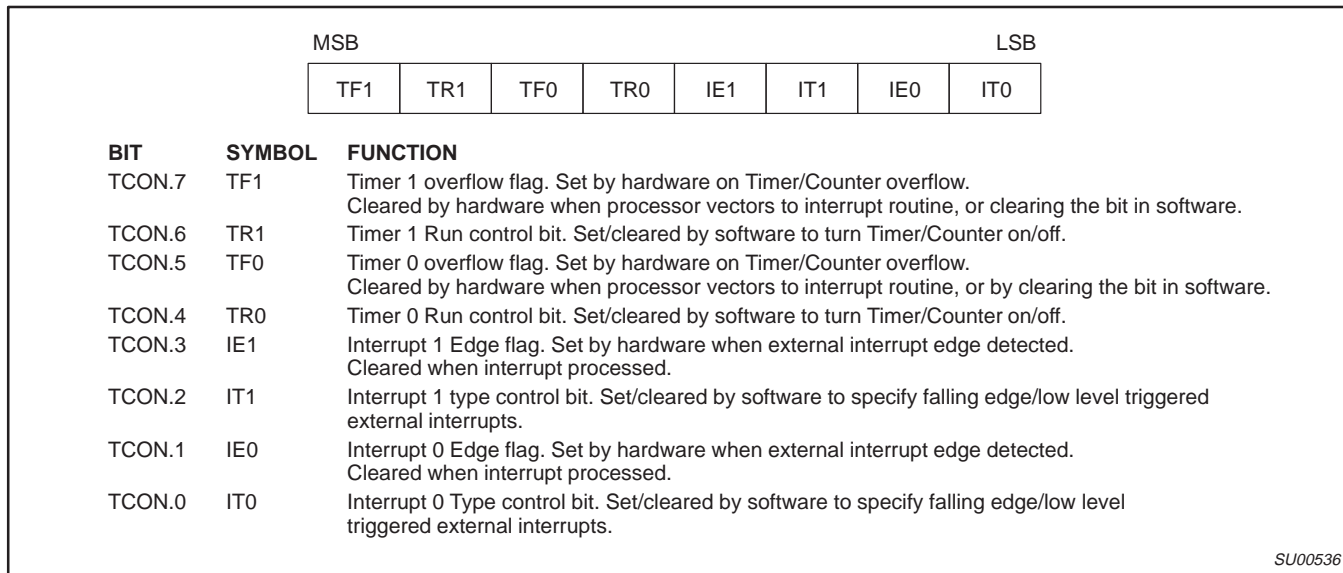 MSB LSB
TF1 TR1 TF0 TR0 IE1 IT1 IE0 IT0
BIT SYMBOL FUNCTION
TCON.7 TF1 Timer 1 overflow flag. Set by hardware on Timer/Counter overflow.
Cleared by hardware when processor vectors to interrupt routine, or clearing the bit in software.
TCON.6 TR1 Timer 1 Run control bit. Set/cleared by software to turn Timer/Counter on/off.
TCON.5 TF0 Timer 0 overflow flag. Set by hardware on Timer/Counter overflow.
Cleared by hardware when processor vectors to interrupt routine, or by clearing the bit in software.
TCON.4 TR0 Timer 0 Run control bit. Set/cleared by software to turn Timer/Counter on/off.
TCON.3 IE1 Interrupt 1 Edge flag. Set by hardware when external interrupt edge detected.
Cleared when interrupt processed.
TCON.2 IT1 Interrupt 1 type control bit. Set/cleared by software to specify falling edge/low level triggered
external interrupts.
TCON.1 IE0 Interrupt 0 Edge flag. Set by hardware when external interrupt edge detected.
Cleared when interrupt processed.
TCON.0 IT0 Interrupt 0 Type control bit. Set/cleared by software to specify falling edge/low level
triggered external interrupts.
SU00536